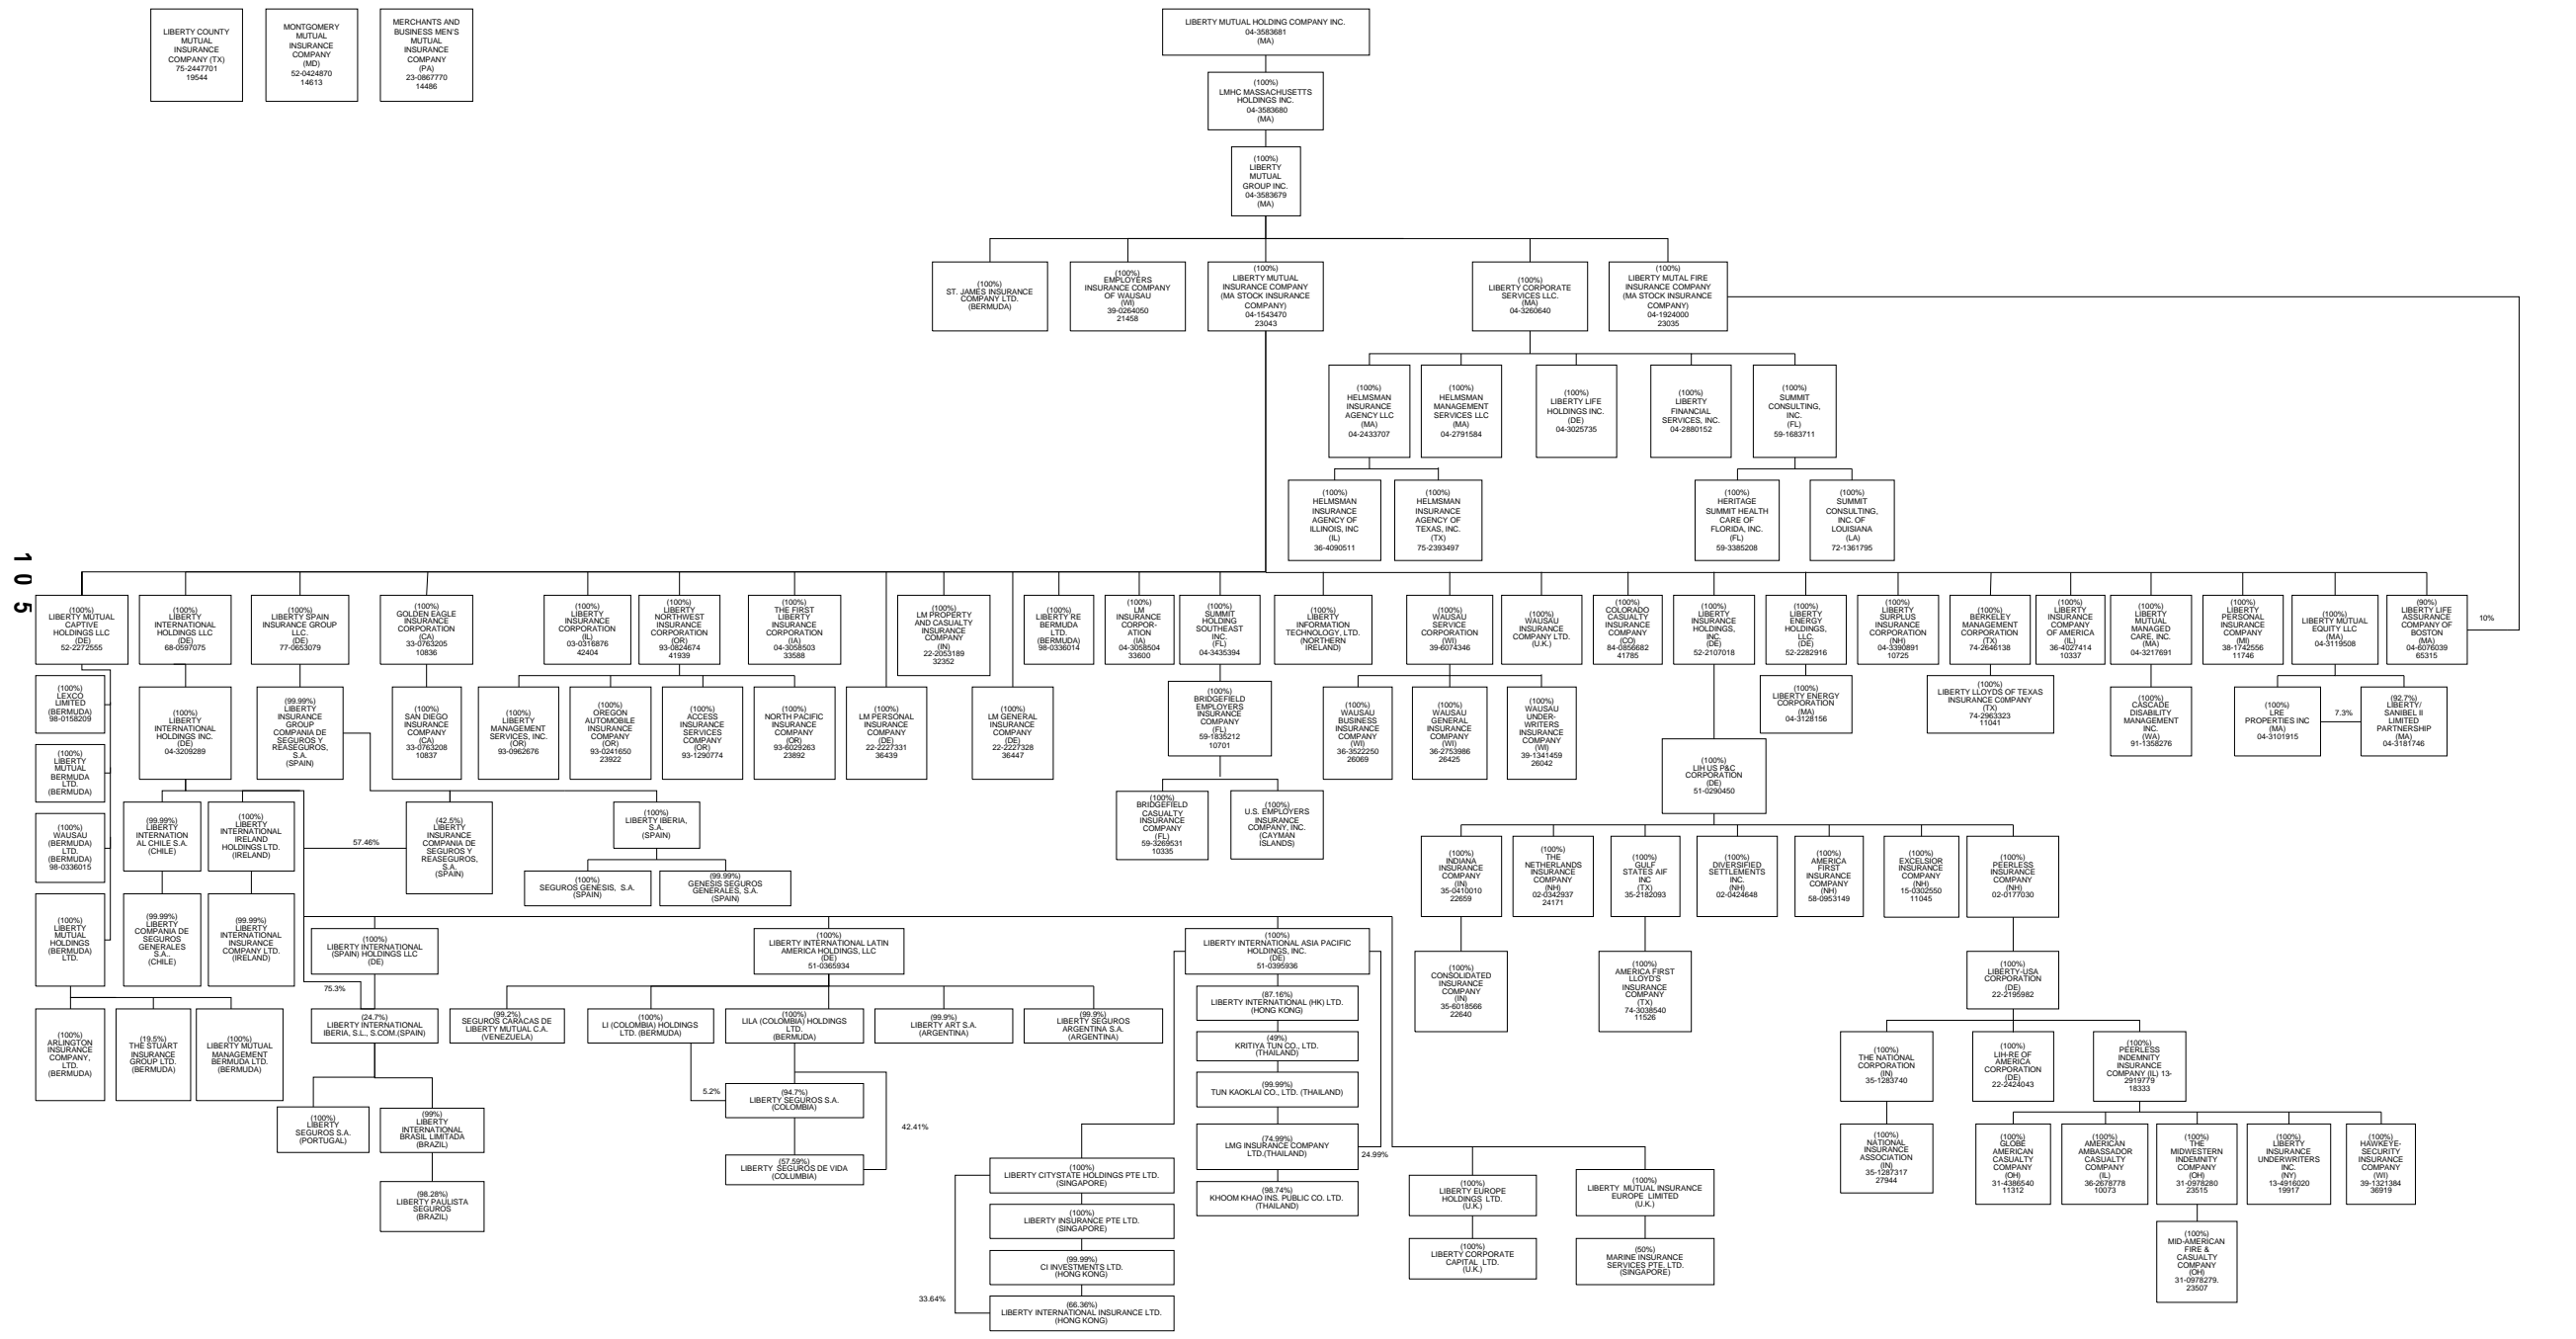 LIBERTY COUNTY
MUTUAL
INSURANCE
COMPANY (TX)
75-2447701
19544
MONTGOMERY
MUTUAL
INSURANCE
COMPANY
(MD)
52-0424870
14613
MERCHANTS AND
BUSINESS MEN'S
MUTUAL
INSURANCE
COMPANY
(PA)
23-0867770
14486
LIBERTY MUTUAL HOLDING COMPANY INC.
04-3583681
(MA)
(100%)
LMHC MASSACHUSETTS
HOLDINGS INC.
04-3583680
(MA)
(100%)
LIBERTY
MUTUAL
GROUP INC.
04-3583679
(MA)
(100%)
ST. JAMES INSURANCE
COMPANY LTD.
(BERMUDA)
(100%)
EMPLOYERS
INSURANCE COMPANY
OF WAUSAU
(WI)
39-0264050
21458
(100%)
LIBERTY MUTUAL
INSURANCE COMPANY
(MA STOCK INSURANCE
COMPANY)
04-1543470
23043
(100%)
LIBERTY CORPORATE
SERVICES LLC.
(MA)
04-3260640
(100%)
LIBERTY MUTAL FIRE
INSURANCE COMPANY
(MA STOCK INSURANCE
COMPANY)
04-1924000
23035
(100%)
HELMSMAN
INSURANCE
AGENCY LLC
(MA)
04-2433707
(100%)
HELMSMAN
MANAGEMENT
SERVICES LLC
(MA)
04-2791584
(100%)
LIBERTY LIFE
HOLDINGS INC.
(DE)
04-3025735
(100%)
LIBERTY
FINANCIAL
SERVICES, INC.
04-2880152
(100%)
SUMMIT
CONSULTING,
INC.
(FL)
59-1683711
(100%)
HELMSMAN
INSURANCE
AGENCY OF
ILLINOIS, INC
(IL)
36-4090511
(100%)
HELMSMAN
INSURANCE
AGENCY OF
TEXAS, INC.
(TX)
75-2393497
(100%)
HERITAGE
SUMMIT HEALTH
CARE OF
FLORIDA, INC.
(FL)
59-3385208
(100%)
SUMMIT
CONSULTING,
INC. OF
LOUISIANA
(LA)
72-1361795
105
(100%)
LIBERTY MUTUAL
CAPTIVE
HOLDINGS LLC
(DE)
52-2272555
(100%)
LIBERTY
INTERNATIONAL
HOLDINGS LLC
(DE)
68-0597075
(100%)
LIBERTY SPAIN
INSURANCE GROUP
LLC.
(DE)
77-0653079
(100%)
GOLDEN EAGLE
INSURANCE
CORPORATION
(CA)
33-0763205
10836
(100%)
LIBERTY
INSURANCE
CORPORATION
(IL)
03-0316876
42404
(100%)
LIBERTY
NORTHWEST
INSURANCE
CORPORATION
(OR)
93-0824674
41939
(100%)
THE FIRST
LIBERTY
INSURANCE
CORPORATION
(IA)
04-3058503
33588
(100%)
LM PROPERTY
AND CASUALTY
INSURANCE
COMPANY
(IN)
22-2053189
32352
(100%)
LIBERTY RE
BERMUDA
LTD.
(BERMUDA)
98-0336014
(100%)
LM
INSURANCE
CORPOR-
ATION
(IA)
04-3058504
33600
(100%)
SUMMIT
HOLDING
SOUTHEAST
INC.
(FL)
04-3435394
(100%)
LIBERTY
INFORMATION
TECHNOLOGY, LTD.
(NORTHERN
IRELAND)
(100%)
WAUSAU
SERVICE
CORPORATION
(WI)
39-6074346
(100%)
WAUSAU
INSURANCE
COMPANY LTD.
(U.K.)
(100%)
COLORADO
CASUALTY
INSURANCE
COMPANY
(CO)
84-0856682
41785
(100%)
LIBERTY
INSURANCE
HOLDINGS,
INC.
(DE)
52-2107018
(100%)
LIBERTY
ENERGY
HOLDINGS,
LLC.
(DE)
52-2282916
(100%)
LIBERTY
SURPLUS
INSURANCE
CORPORATION
(NH)
04-3390891
10725
(100%)
BERKELEY
MANAGEMENT
CORPORATION
(TX)
74-2646138
(100%)
LIBERTY
INSURANCE
COMPANY
OF AMERICA
(IL)
36-4027414
10337
(100%)
LIBERTY
MUTUAL
MANAGED
CARE, INC.
(MA)
04-3217691
(100%)
LIBERTY
PERSONAL
INSURANCE
COMPANY
(MI)
38-1742556
11746
(100%)
LIBERTY MUTUAL
EQUITY LLC
(MA)
04-3119508
(90%)
LIBERTY LIFE
ASSURANCE
COMPANY OF
BOSTON
(MA)
04-6076039
65315
10%
(100%)
LEXCO
LIMITED
(BERMUDA)
98-0158209
(100%)
LIBERTY
MUTUAL
BERMUDA
LTD.
(BERMUDA)
(100%)
WAUSAU
(BERMUDA)
LTD.
(BERMUDA)
98-0336015
(100%)
LIBERTY
MUTUAL
HOLDINGS
(BERMUDA)
LTD.
(100%)
LIBERTY
INTERNATIONAL
HOLDINGS INC.
(DE)
04-3209289
(99.99%)
LIBERTY
INSURANCE
GROUP
COMPANIA DE
SEGUROS Y
REASEGUROS,
S.A.
(SPAIN)
(100%)
SAN DIEGO
INSURANCE
COMPANY
(CA)
33-0763208
10837
(100%)
LIBERTY
MANAGEMENT
SERVICES, INC.
(OR)
93-0962676
(100%)
OREGON
AUTOMOBILE
INSURANCE
COMPANY
(OR)
93-0241650
23922
(100%)
ACCESS
INSURANCE
SERVICES
COMPANY
(OR)
93-1290774
(100%)
NORTH PACIFIC
INSURANCE
COMPANY
(OR)
93-6029263
23892
(100%)
LM PERSONAL
INSURANCE
COMPANY
(DE)
22-2227331
36439
(100%)
LM GENERAL
INSURANCE
COMPANY
(DE)
22-2227328
36447
(100%)
BRIDGEFIELD
EMPLOYERS
INSURANCE
COMPANY
(FL)
59-1835212
10701
(100%)
WAUSAU
BUSINESS
INSURANCE
COMPANY
(WI)
36-3522250
26069
(100%)
WAUSAU
GENERAL
INSURANCE
COMPANY
(WI)
36-2753986
26425
(100%)
WAUSAU
UNDER-
WRITERS
INSURANCE
COMPANY
(WI)
39-1341459
26042
(100%)
LIH US P&C
CORPORATION
(DE)
51-0290450
(100%)
LIBERTY ENERGY
CORPORATION
(MA)
04-3128156
(100%)
LIBERTY LLOYDS OF TEXAS
INSURANCE COMPANY
(TX)
74-2963323
11041
(100%)
CASCADE
DISABILITY
MANAGEMENT
INC.
(WA)
91-1358276
(100%)
LRE
PROPERTIES INC
(MA)
04-3101915
7.3%
(92.7%)
LIBERTY/
SANIBEL II
LIMITED
PARTNERSHIP
(MA)
04-3181746
(99.99%)
LIBERTY
INTERNATION
AL CHILE S.A.
(CHILE)
(100%)
LIBERTY
INTERNATIONAL
IRELAND
HOLDINGS LTD.
(IRELAND)
57.46%
(42.5%)
LIBERTY
INSURANCE
COMPANIA DE
SEGUROS Y
REASEGUROS,
S.A.
(SPAIN)
(100%)
LIBERTY IBERIA,
S.A.
(SPAIN)
(100%)
SEGUROS GENESIS, S.A.
(SPAIN)
(99.99%)
GENESIS SEGUROS
GENERALES, S.A.
(SPAIN)
(100%)
BRIDGEFIELD
CASUALTY
INSURANCE
COMPANY
(FL)
59-3269531
10335
(100%)
U.S. EMPLOYERS
INSURANCE
COMPANY, INC.
(CAYMAN
ISLANDS)
(100%)
INDIANA
INSURANCE
COMPANY
(IN)
35-0410010
22659
(100%)
THE
NETHERLANDS
INSURANCE
COMPANY
(NH)
02-0342937
24171
(100%)
GULF
STATES AIF
INC
(TX)
35-2182093
(100%)
DIVERSIFIED
SETTLEMENTS
INC.
(NH)
02-0424648
(100%)
AMERICA
FIRST
INSURANCE
COMPANY
(NH)
58-0953149
(100%)
EXCELSIOR
INSURANCE
COMPANY
(NH)
15-0302550
11045
(100%)
PEERLESS
INSURANCE
COMPANY
(NH)
02-0177030
(99.99%)
LIBERTY
COMPANIA DE
SEGUROS
GENERALES
S.A..
(CHILE)
(99.99%)
LIBERTY
INTERNATIONAL
INSURANCE
COMPANY LTD.
(IRELAND)
(100%)
LIBERTY INTERNATIONAL
(SPAIN) HOLDINGS LLC
(DE)
(100%)
LIBERTY INTERNATIONAL LATIN
AMERICA HOLDINGS, LLC
(DE)
51-0365934
(100%)
LIBERTY INTERNATIONAL ASIA PACIFIC
HOLDINGS, INC.
(DE)
51-0395936
(100%)
CONSOLIDATED
INSURANCE
COMPANY
(IN)
35-6018566
22640
(100%)
AMERICA FIRST
LLOYD'S
INSURANCE
COMPANY
(TX)
74-3038540
11526
(100%)
LIBERTY-USA
CORPORATION
(DE)
22-2195982
75.3%
(100%)
ARLINGTON
INSURANCE
COMPANY,
LTD.
(BERMUDA)
(19.5%)
THE STUART
INSURANCE
GROUP LTD.
(BERMUDA)
(100%)
LIBERTY MUTUAL
MANAGEMENT
BERMUDA LTD.
(BERMUDA)
(24.7%)
LIBERTY INTERNATIONAL
IBERIA, S.L., S.COM.(SPAIN)
(99.2%)
SEGUROS CARACAS DE
LIBERTY MUTUAL C.A.
(VENEZUELA)
(100%)
LI (COLOMBIA) HOLDINGS
LTD. (BERMUDA)
(100%)
LILA (COLOMBIA) HOLDINGS
LTD.
(BERMUDA)
(99.9%)
LIBERTY ART S.A.
(ARGENTINA)
(99.9%)
LIBERTY SEGUROS
ARGENTINA S.A.
(ARGENTINA)
(87.16%)
LIBERTY INTERNATIONAL (HK) LTD.
(HONG KONG)
(49%)
KRITIYA TUN CO., LTD.
(THAILAND)
(99.99%)
TUN KAOKLAI CO., LTD. (THAILAND)
(74.99%)
LMG INSURANCE COMPANY
LTD.(THAILAND)
24.99%
(98.74%)
KHOOM KHAO INS. PUBLIC CO. LTD.
(THAILAND)
(100%)
THE NATIONAL
CORPORATION
(IN)
35-1283740
(100%)
LIH-RE OF
AMERICA
CORPORATION
(DE)
22-2424043
(100%)
PEERLESS
INDEMNITY
INSURANCE
COMPANY (IL) 13-
2919779
18333
5.2%
(94.7%)
LIBERTY SEGUROS S.A.
(COLOMBIA)
42.41%
(57.59%)
LIBERTY SEGUROS DE VIDA
(COLUMBIA)
(100%)
LIBERTY
SEGUROS S.A.
(PORTUGAL)
(99%)
LIBERTY
INTERNATIONAL
BRASIL LIMITADA
(BRAZIL)
(98.28%)
LIBERTY PAULISTA
SEGUROS
(BRAZIL)
(100%)
LIBERTY CITYSTATE HOLDINGS PTE LTD.
(SINGAPORE)
(100%)
LIBERTY INSURANCE PTE LTD.
(SINGAPORE)
(99.99%)
CI INVESTMENTS LTD.
(HONG KONG)
33.64%
(66.36%)
LIBERTY INTERNATIONAL INSURANCE LTD.
(HONG KONG)
(100%)
LIBERTY EUROPE
HOLDINGS LTD.
(U.K.)
(100%)
LIBERTY MUTUAL INSURANCE
EUROPE LIMITED
(U.K.)
(100%)
LIBERTY CORPORATE
CAPITAL LTD.
(U.K.)
(50%)
MARINE INSURANCE
SERVICES PTE, LTD.
(SINGAPORE)
(100%)
NATIONAL
INSURANCE
ASSOCIATION
(IN)
35-1287317
27944
(100%)
GLOBE
AMERICAN
CASUALTY
COMPANY
(OH)
31-4386540
11312
(100%)
AMERICAN
AMBASSADOR
CASUALTY
COMPANY
(IL)
36-2678778
10073
(100%)
THE
MIDWESTERN
INDEMNITY
COMPANY
(OH)
31-0978280
23515
(100%)
LIBERTY
INSURANCE
UNDERWRITERS
INC.
(NY)
13-4916020
19917
(100%)
HAWKEYE-
SECURITY
INSURANCE
COMPANY
(WI)
39-1321384
36919
(100%)
MID-AMERICAN
FIRE &
CASUALTY
COMPANY
(OH)
31-0978279.
23507